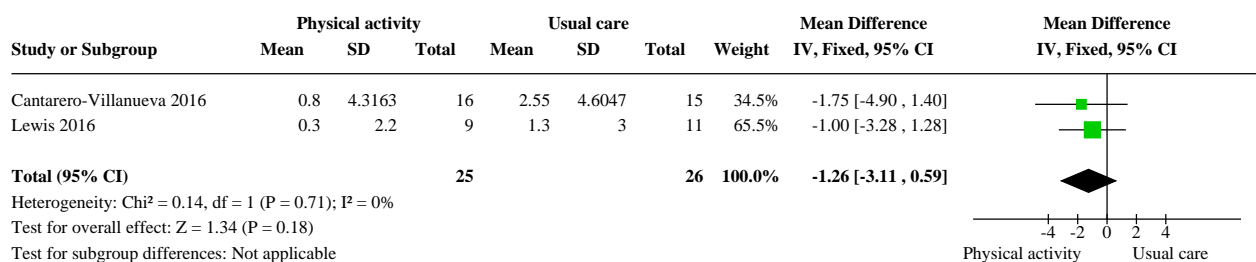 Physical activity Usual care Mean Difference Mean Difference
Study or Subgroup Mean SD Total Mean SD Total Weight IV, Fixed, 95% CI IV, Fixed, 95% CI
Cantarero-Villanueva 2016 0.8 4.3163 16 2.55 4.6047 15 34.5% -1.75 [-4.90 , 1.40]
Lewis 2016 0.3 2.2 9 1.3 3 11 65.5% -1.00 [-3.28 , 1.28]
Total (95% CI) 25 26 100.0% -1.26 [-3.11 , 0.59]
Heterogeneity: Chi² = 0.14, df = 1 (P = 0.71); I² = 0%
Test for overall effect: Z = 1.34 (P = 0.18) -4 -2 0 2 4
Test for subgroup differences: Not applicable Physical activity Usual care